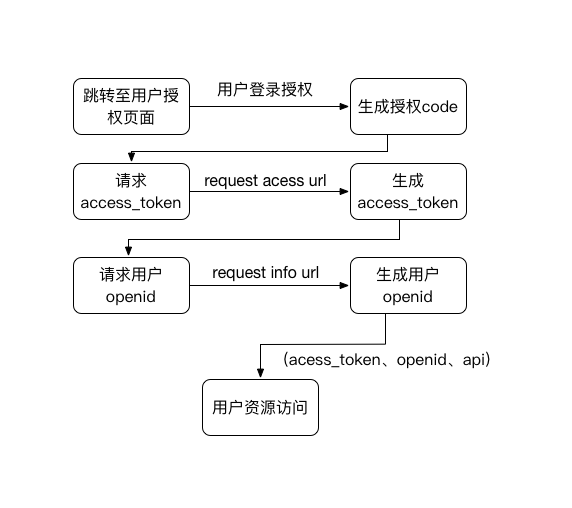 跳转至用户授
权页面
用户登录授权
生成授权code
请求
access_token
request acess url
生成
access_token
请求用户
openid
request info url
生成用户
openid
(acess_token、openid、api)
用户资源访问